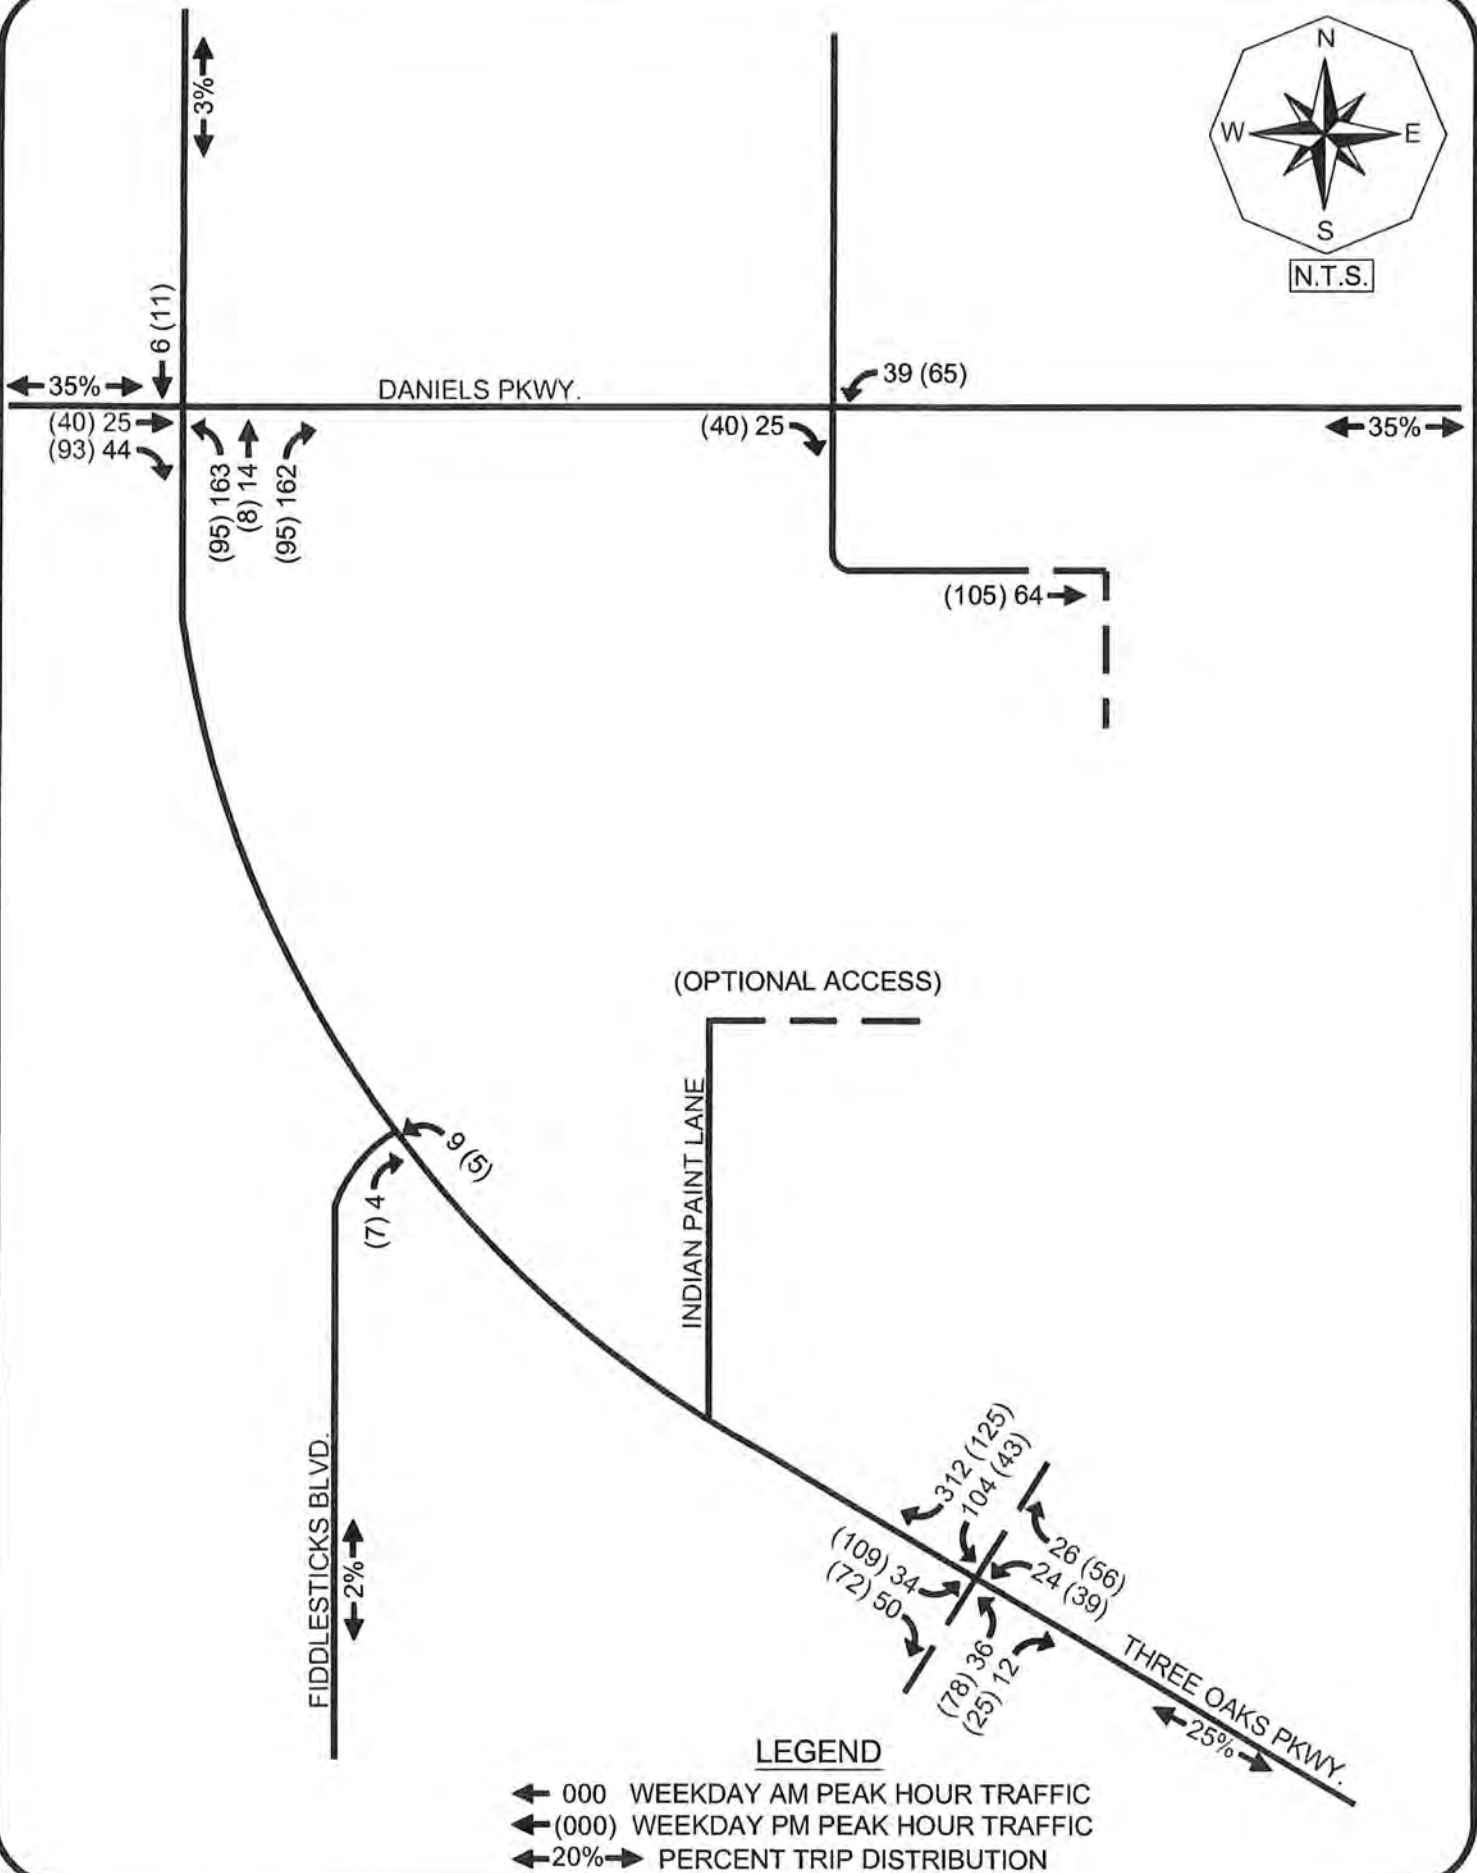 N
W
E
S
N.T.S.
3%
6 (11)
35%
DANIELS PKWY.
39 (65)
(40) 25
(93) 44
(40) 25
35%
(95) 163
(8) 14
(95) 162
(105) 64
(OPTIONAL ACCESS)
INDIAN PAINT LANE
9 (5)
(7) 4
FIDDLESTICKS BLVD.
2%
312 (125)
104 (43)
(109) 34
(72) 50
26 (56)
24 (39)
(78) 36
(25) 12
THREE OAKS PKWY.
25%
LEGEND
000 WEEKDAY AM PEAK HOUR TRAFFIC
(000) WEEKDAY PM PEAK HOUR TRAFFIC
20% PERCENT TRIP DISTRIBUTION